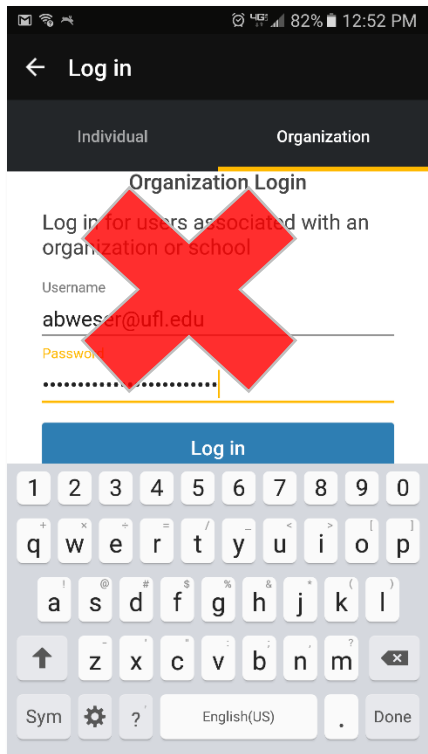 4G 82% 12:52 PM
Log in
Individual Organization
Organization Login
Log in for users associated with an
organization or school
Username
abweser@ufl.edu
Password
Log in
1 2 3 4 5 6 7 8 9 0
+ × ÷ = / _ < > [ ]
q w e r t y u i o p
! @ # $ % & * ( )
a s d f g h j k l
- ' " : ; , ?
z x c v b n m
Sym ? English(US) . Done